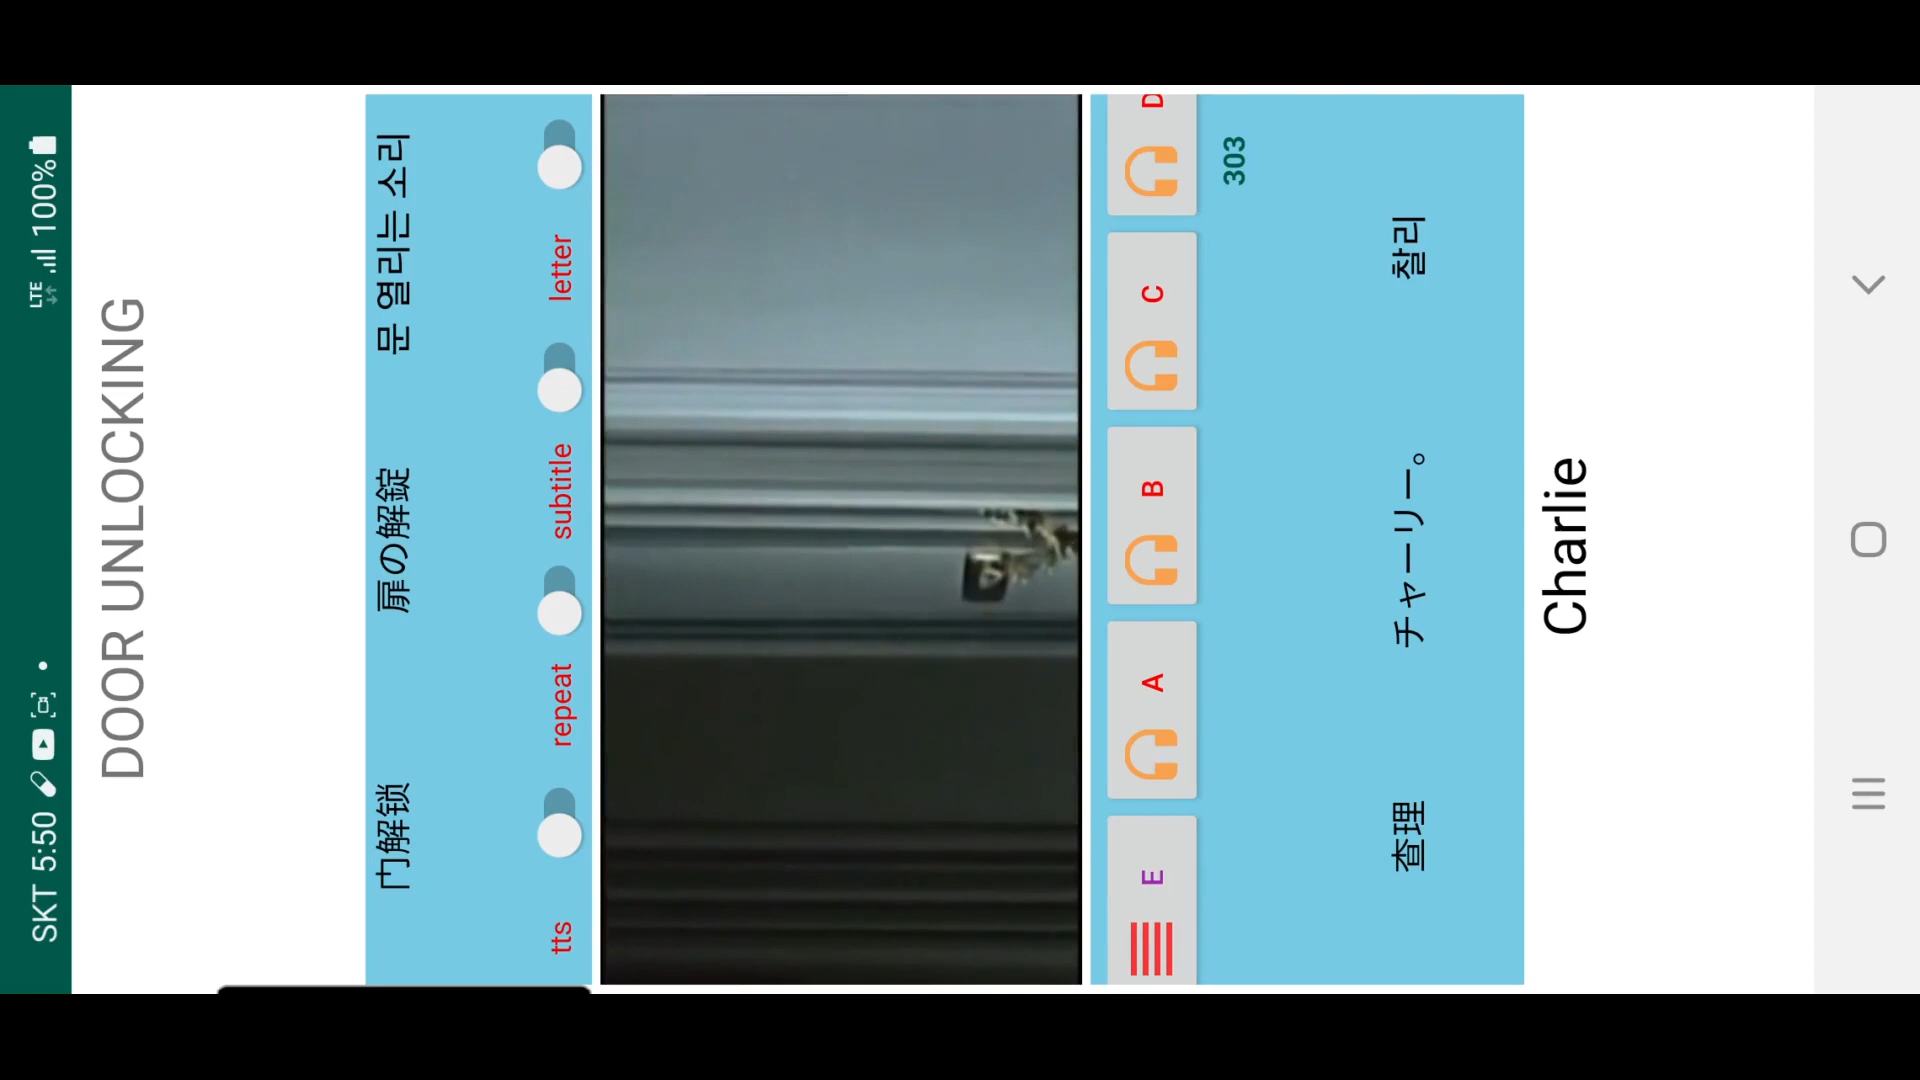 SKT 5:50 LTE 100%
DOOR UNLOCKING
门解锁 扉の解錠 문 열리는 소리
tts repeat subtitle letter
E A B C D
303
查理 チャーリー。 찰리
Charlie